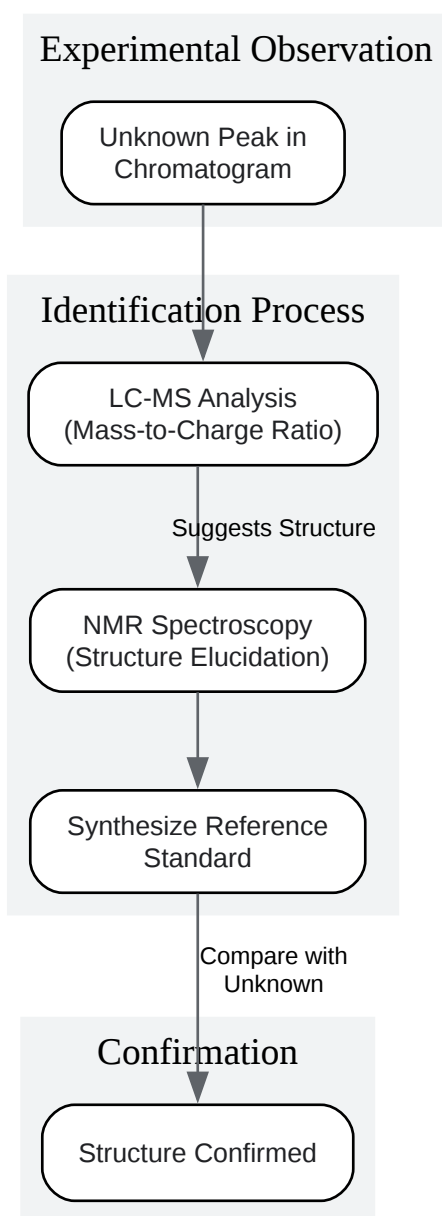 Experimental Observation
Unknown Peak in
Chromatogram
Identification Process
LC-MS Analysis
(Mass-to-Charge Ratio)
Suggests Structure
NMR Spectroscopy
(Structure Elucidation)
Synthesize Reference
Standard
Compare with
Unknown
Confirmation
Structure Confirmed